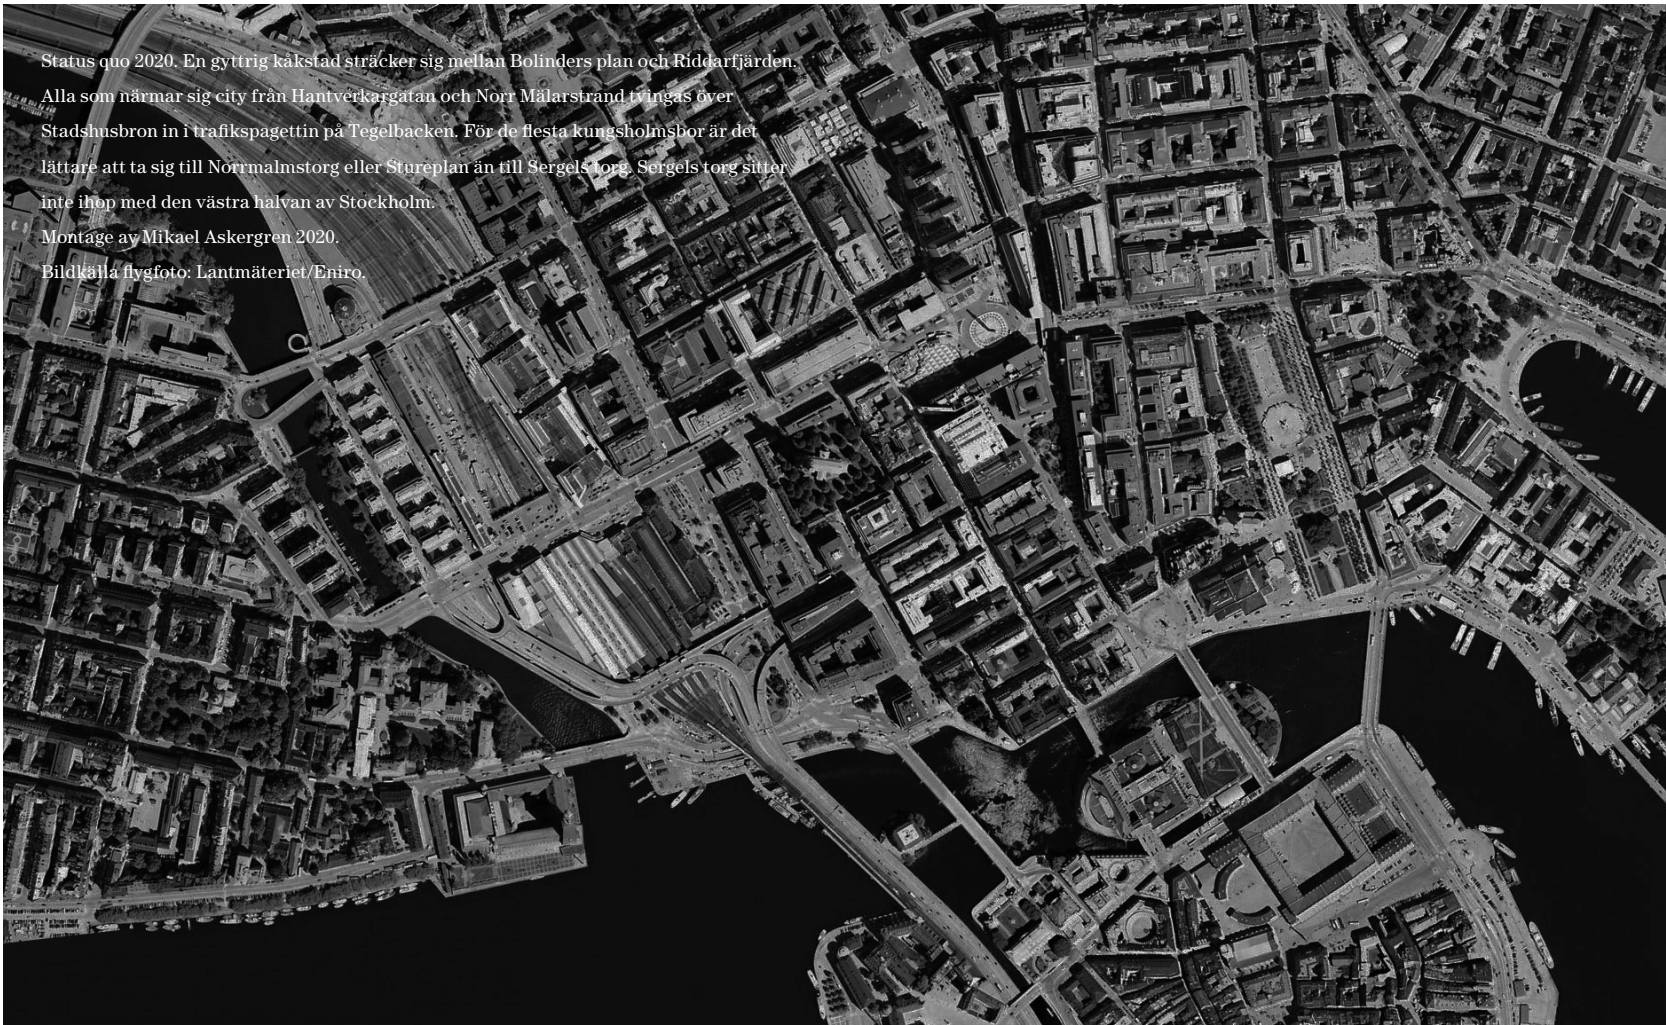 Status quo 2020. En gyttrig kåkstad sträcker sig mellan Bolinders plan och Riddarfjärden.
Alla som närmar sig city från Hantverkargatan och Norr Mälarstrand tvingas över
Stadshusbron in i trafikspagettin på Tegelbacken. För de flesta kungsholmsbor är det
lättare att ta sig till Norrmalmstorg eller Stureplan än till Sergels torg. Sergels torg sitter
inte ihop med den västra halvan av Stockholm.
Montage av Mikael Askergren 2020.
Bildkälla flygfoto: Lantmäteriet/Eniro.